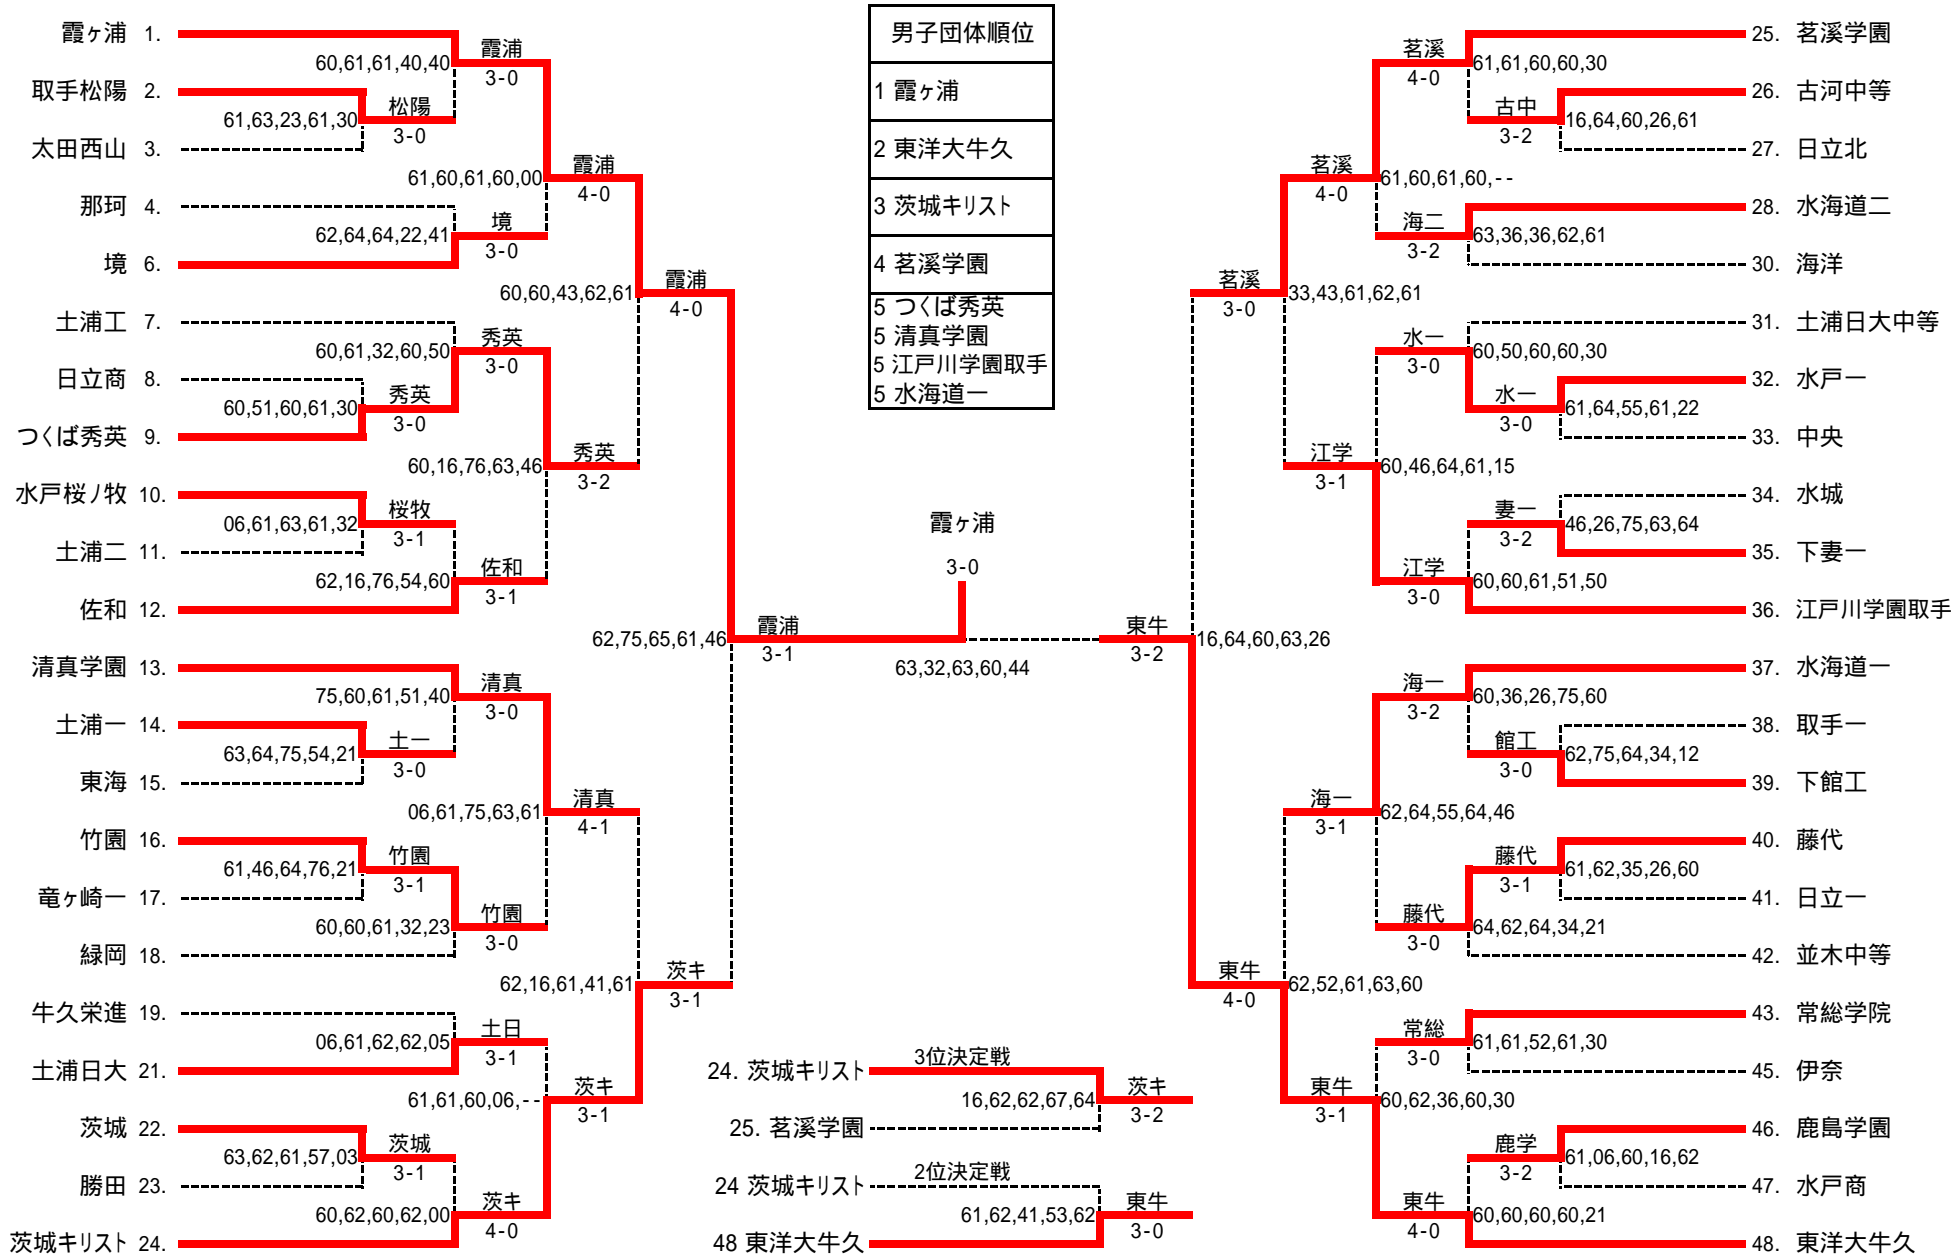 霞ヶ浦 1.
取手松陽 2.
太田西山 3.
那珂 4.
境 6.
土浦工 7.
日立商 8.
つくば秀英 9.
水戸桜ノ牧 10.
土浦二 11.
佐和 12.
清真学園 13.
土浦一 14.
東海 15.
竹園 16.
竜ヶ崎一 17.
緑岡 18.
牛久栄進 19.
土浦日大 21.
茨城 22.
勝田 23.
茨城キリスト 24.
61,63,23,61,30
松陽
3-0
60,51,60,61,30
秀英
3-0
06,61,63,61,32
桜牧
3-1
63,64,75,54,21
土一
3-0
61,46,64,76,21
竹園
3-1
63,62,61,57,03
茨城
3-1
60,61,61,40,40
霞浦
3-0
62,64,64,22,41
境
3-0
60,61,32,60,50
秀英
3-0
62,16,76,54,60
佐和
3-1
75,60,61,51,40
清真
3-0
60,60,61,32,23
竹園
3-0
06,61,62,62,05
土日
3-1
60,62,60,62,00
茨キ
4-0
61,60,61,60,00
霞浦
4-0
60,16,76,63,46
秀英
3-2
06,61,75,63,61
清真
4-1
61,61,60,06,--
茨キ
3-1
60,60,43,62,61
霞浦
4-0
62,16,61,41,61
茨キ
3-1
62,75,65,61,46
霞浦
3-1
男子団体順位
1 霞ヶ浦
2 東洋大牛久
3 茨城キリスト
4 茗溪学園
5 つくば秀英
5 清真学園
5 江戸川学園取手
5 水海道一
霞ヶ浦
3-0
63,32,63,60,44
3位決定戦
24. 茨城キリスト
16,62,62,67,64
茨キ
3-2
25. 茗溪学園
2位決定戦
24 茨城キリスト
61,62,41,53,62
東牛
3-0
48 東洋大牛久
東牛
3-2
16,64,60,63,26
茗溪
3-0
33,43,61,62,61
東牛
4-0
62,52,61,63,60
茗溪
4-0
61,60,61,60,--
江学
3-1
60,46,64,61,15
海一
3-1
62,64,55,64,46
東牛
3-1
60,62,36,60,30
茗溪
4-0
61,61,60,60,30
海二
3-2
63,36,36,62,61
水一
3-0
60,50,60,60,30
江学
3-0
60,60,61,51,50
海一
3-2
60,36,26,75,60
藤代
3-0
64,62,64,34,21
常総
3-0
61,61,52,61,30
東牛
4-0
60,60,60,60,21
古中
3-2
16,64,60,26,61
水一
3-0
61,64,55,61,22
妻一
3-2
46,26,75,63,64
館工
3-0
62,75,64,34,12
藤代
3-1
61,62,35,26,60
鹿学
3-2
61,06,60,16,62
25. 茗溪学園
26. 古河中等
27. 日立北
28. 水海道二
30. 海洋
31. 土浦日大中等
32. 水戸一
33. 中央
34. 水城
35. 下妻一
36. 江戸川学園取手
37. 水海道一
38. 取手一
39. 下館工
40. 藤代
41. 日立一
42. 並木中等
43. 常総学院
45. 伊奈
46. 鹿島学園
47. 水戸商
48. 東洋大牛久